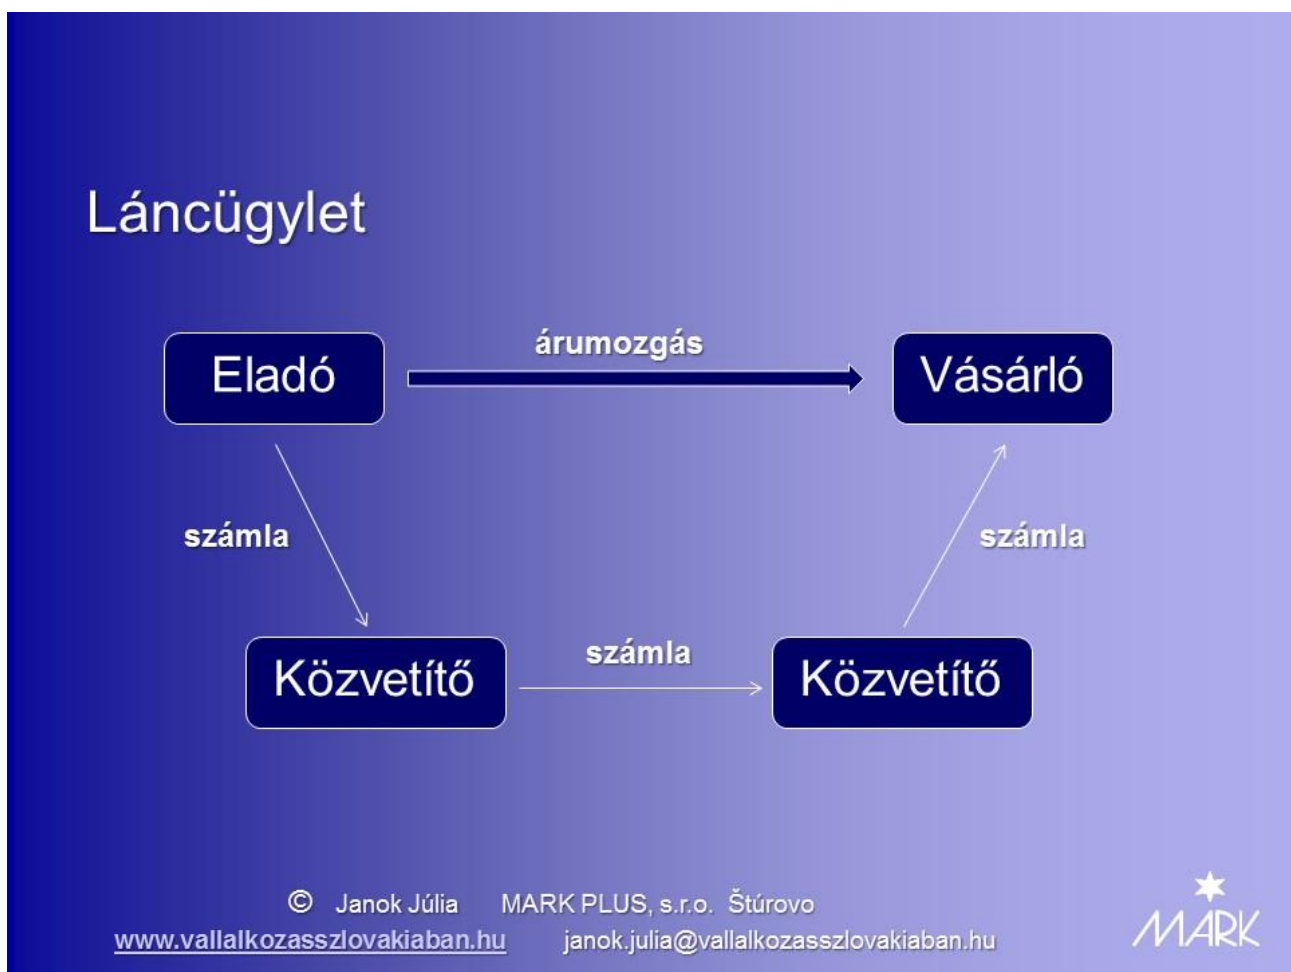 Láncügylet
árumozgás
Eladó
Vásárló
számla
számla
számla
Közvetítő
Közvetítő
© Janok Júlia MARK PLUS, s.r.o. Štúrovo
www.vallalkozasszlovakiaban.hu janok.julia@vallalkozasszlovakiaban.hu
MARK